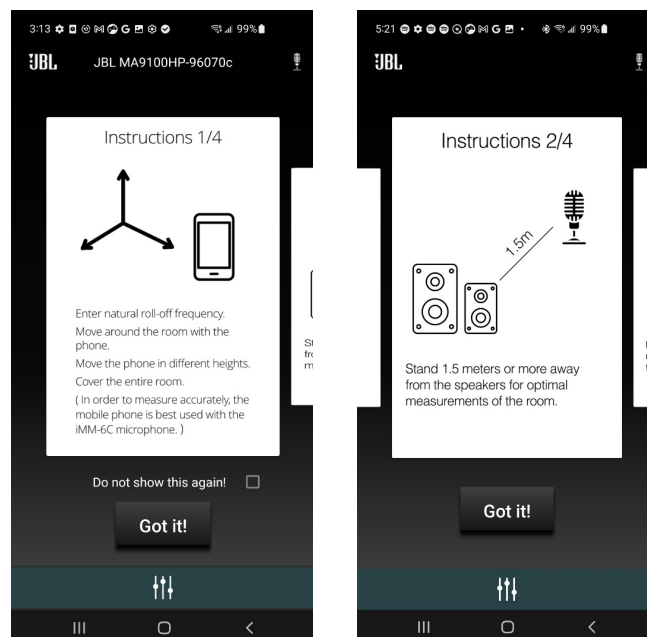 3:13
99%
JBL
JBL MA9100HP-96070c
Instructions 1/4
Enter natural roll-off frequency.
Move around the room with the
phone.
Move the phone in different heights.
Cover the entire room.
( In order to measure accurately, the
mobile phone is best used with the
iMM-6C microphone. )
Do not show this again!
Got it!
5:21
99%
JBL
Instructions 2/4
1.5m
Stand 1.5 meters or more away
from the speakers for optimal
measurements of the room.
Got it!